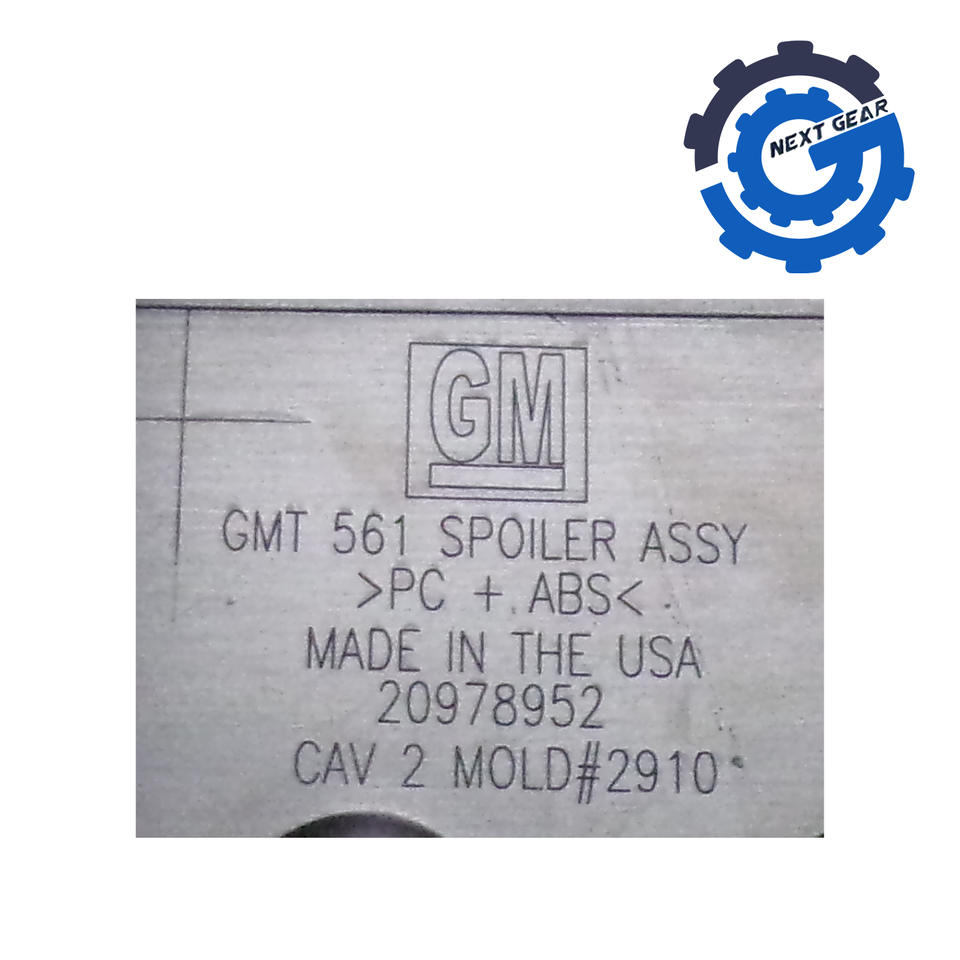 NEXT GEAR
GM
GMT 561 SPOILER ASSY
>PC + ABS<
MADE IN THE USA
20978952
CAV 2 MOLD#2910